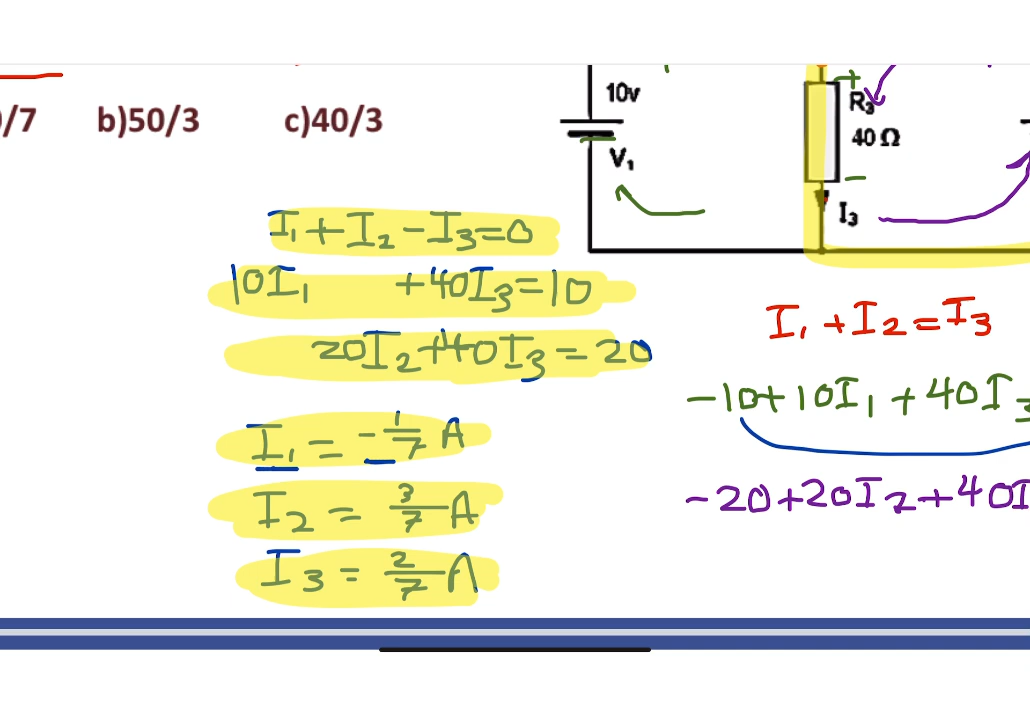 /7 b)50/3 c)40/3
10v
V₁
+
R₃
40 Ω
−
I₃
I₁ + I₂ − I₃ = 0
10I₁ + 40I₃ = 10
20I₂ + 40I₃ = 20
I₁ = −1/7 A
I₂ = 3/7 A
I₃ = 2/7 A
I₁ + I₂ = I₃
−10 + 10I₁ + 40I₃
−20 + 20I₂ + 40I